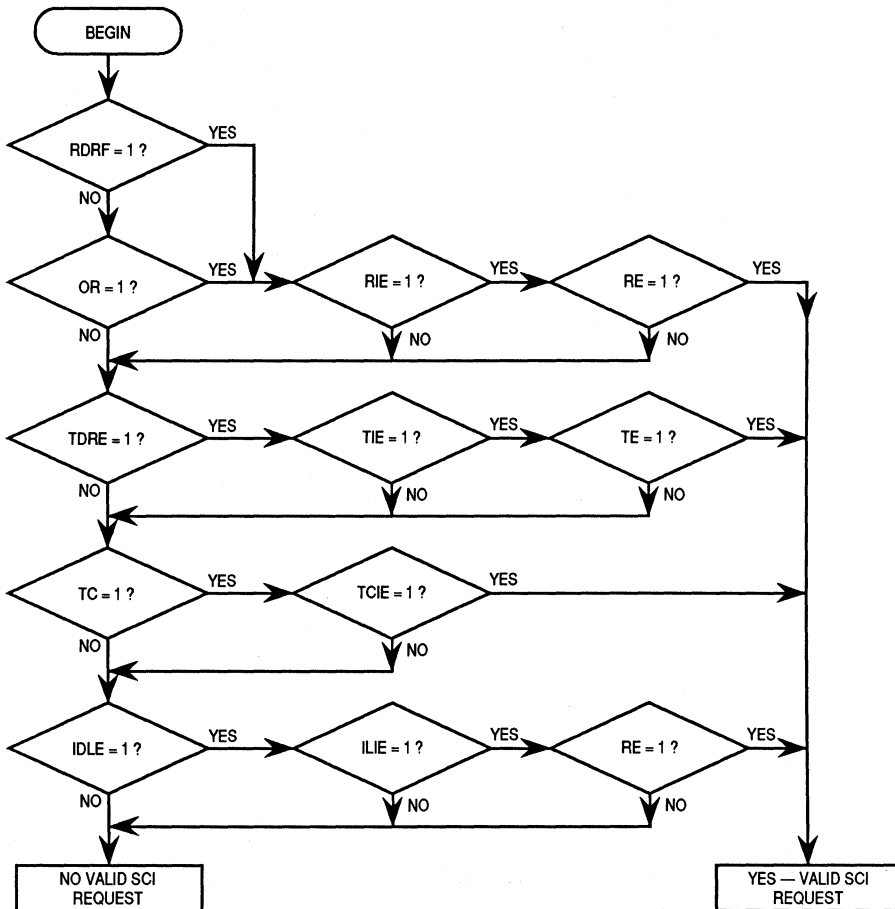 BEGIN
RDRF = 1 ?
YES
NO
OR = 1 ?
YES
RIE = 1 ?
YES
RE = 1 ?
YES
NO
NO
NO
TDRE = 1 ?
YES
TIE = 1 ?
YES
TE = 1 ?
YES
NO
NO
NO
TC = 1 ?
YES
TCIE = 1 ?
YES
NO
NO
IDLE = 1 ?
YES
ILIE = 1 ?
YES
RE = 1 ?
YES
NO
NO
NO
NO VALID SCI
REQUEST
YES — VALID SCI
REQUEST